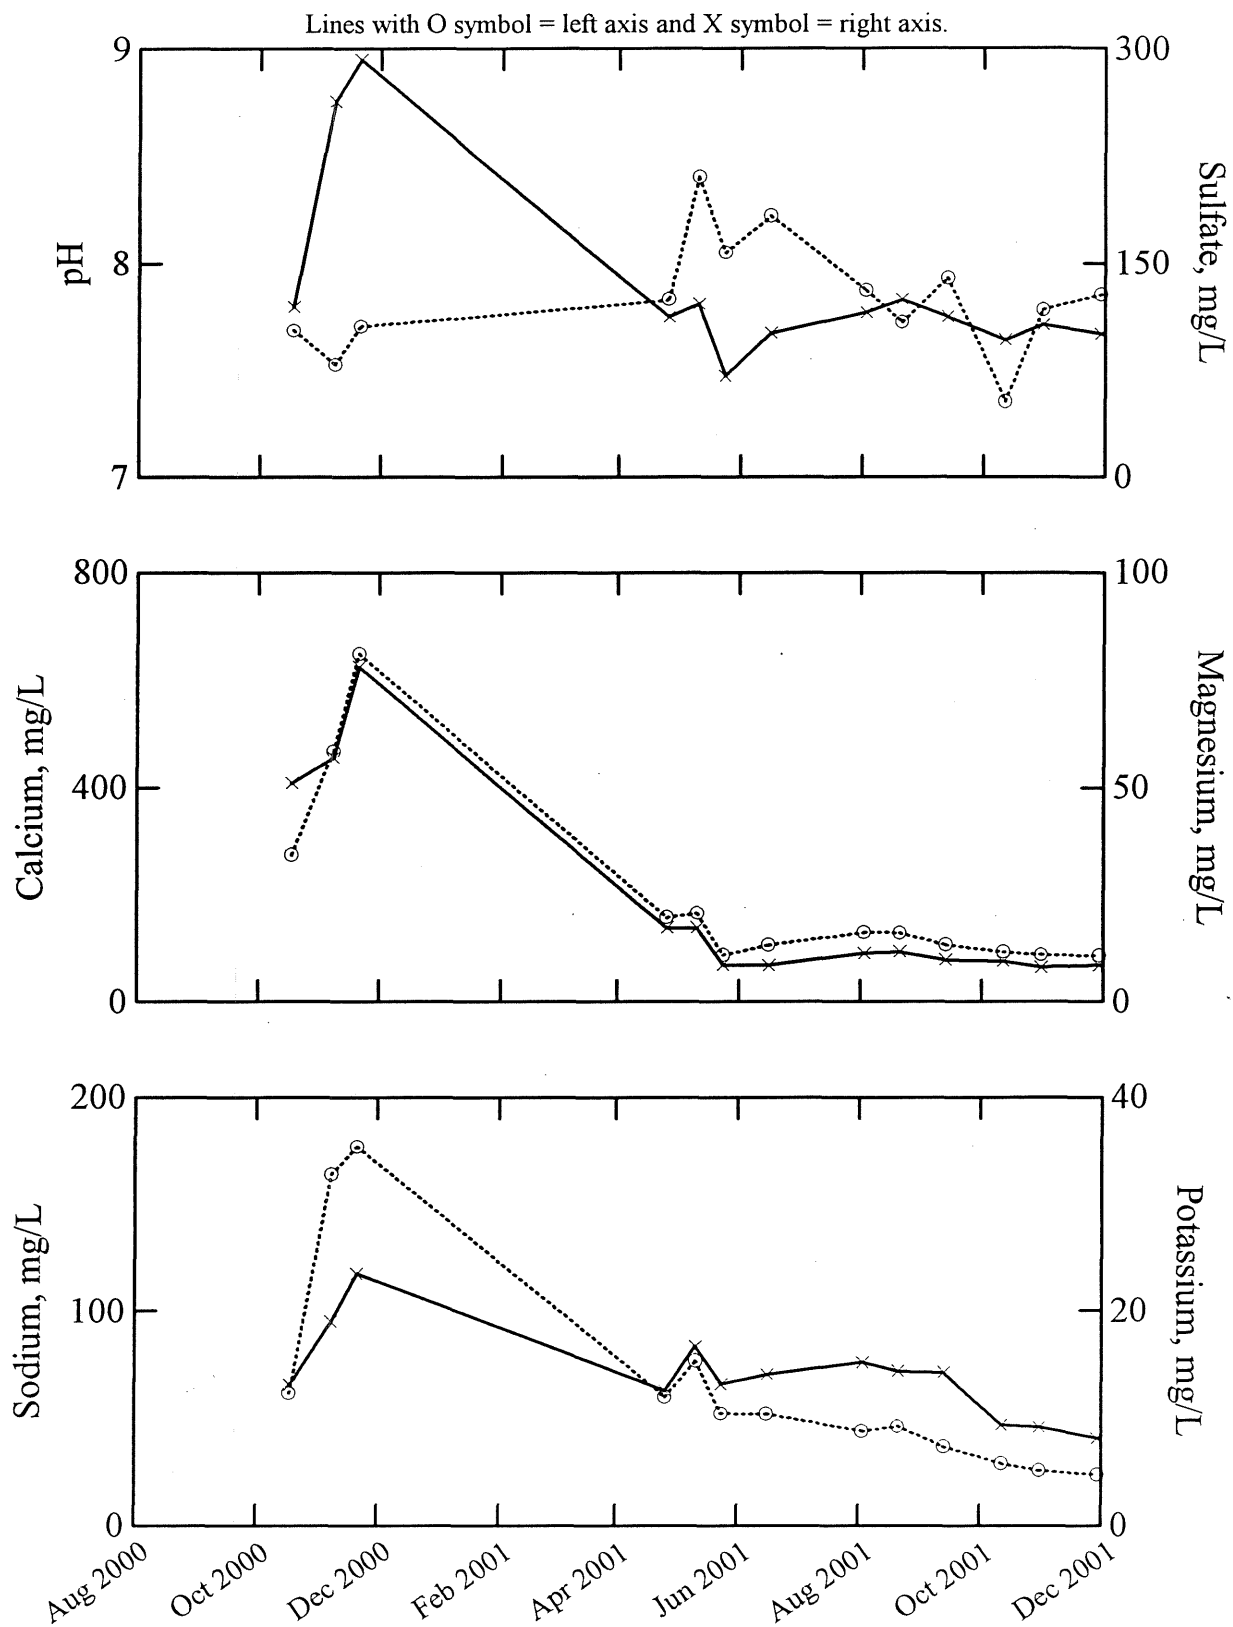 Lines with O symbol = left axis and X symbol = right axis.
9
8
7
pH
300
150
0
Sulfate, mg/L
800
400
0
Calcium, mg/L
100
50
0
Magnesium, mg/L
200
100
0
Sodium, mg/L
40
20
0
Potassium, mg/L
Aug 2000
Oct 2000
Dec 2000
Feb 2001
Apr 2001
Jun 2001
Aug 2001
Oct 2001
Dec 2001